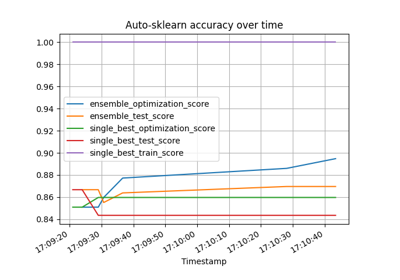 Auto-sklearn accuracy over time
1.00
0.98
0.96
0.94
0.92
0.90
0.88
0.86
0.84
ensemble_optimization_score
ensemble_test_score
single_best_optimization_score
single_best_test_score
single_best_train_score
17:09:20
17:09:30
17:09:40
17:09:50
17:10:00
17:10:10
17:10:20
17:10:30
17:10:40
Timestamp